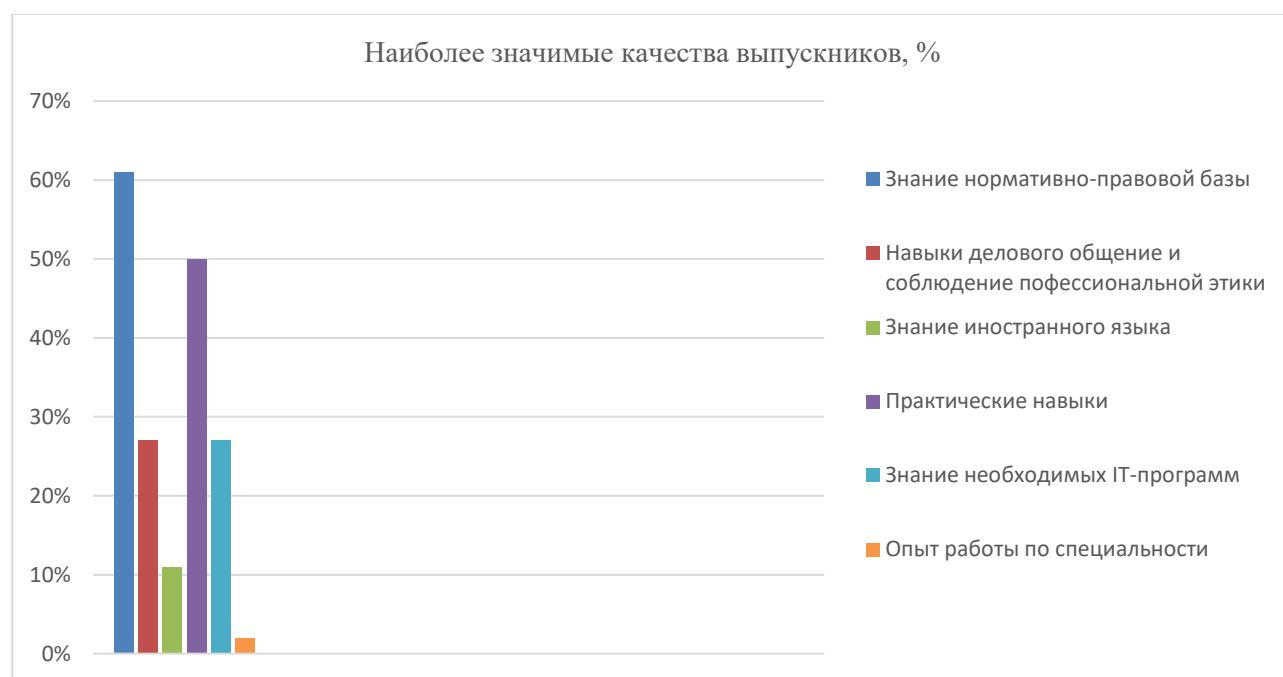 Наиболее значимые качества выпускников, %
70%
60%
50%
40%
30%
20%
10%
0%
Знание нормативно-правовой базы
Навыки делового общение и
соблюдение пофессиональной этики
Знание иностранного языка
Практические навыки
Знание необходимых IT-программ
Опыт работы по специальности